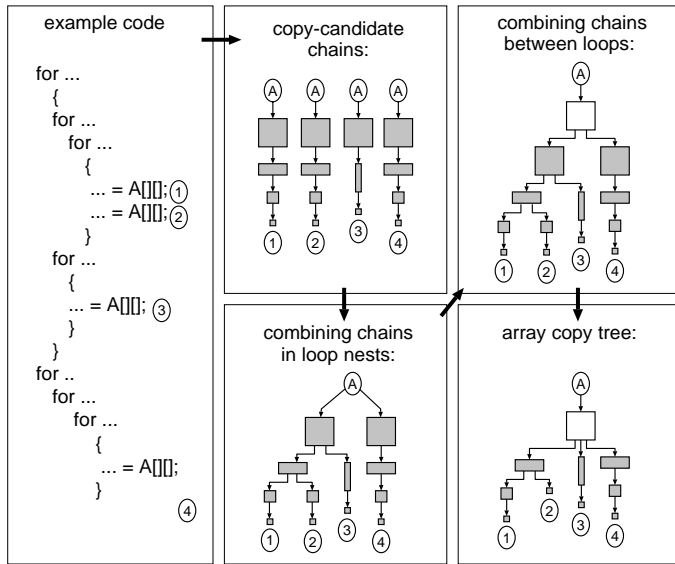 example code
for ...
{
for ...
for ...
{
... = A[][];①
... = A[][];②
}
for ...
{
... = A[][]; ③
}
}
for ..
for ...
for ...
{
... = A[][];
}
④
copy-candidate
chains:
A A A A
1 2 3 4
combining chains
in loop nests:
A
1 2 3 4
combining chains
between loops:
A
1 2 3 4
array copy tree:
A
1 2 3 4